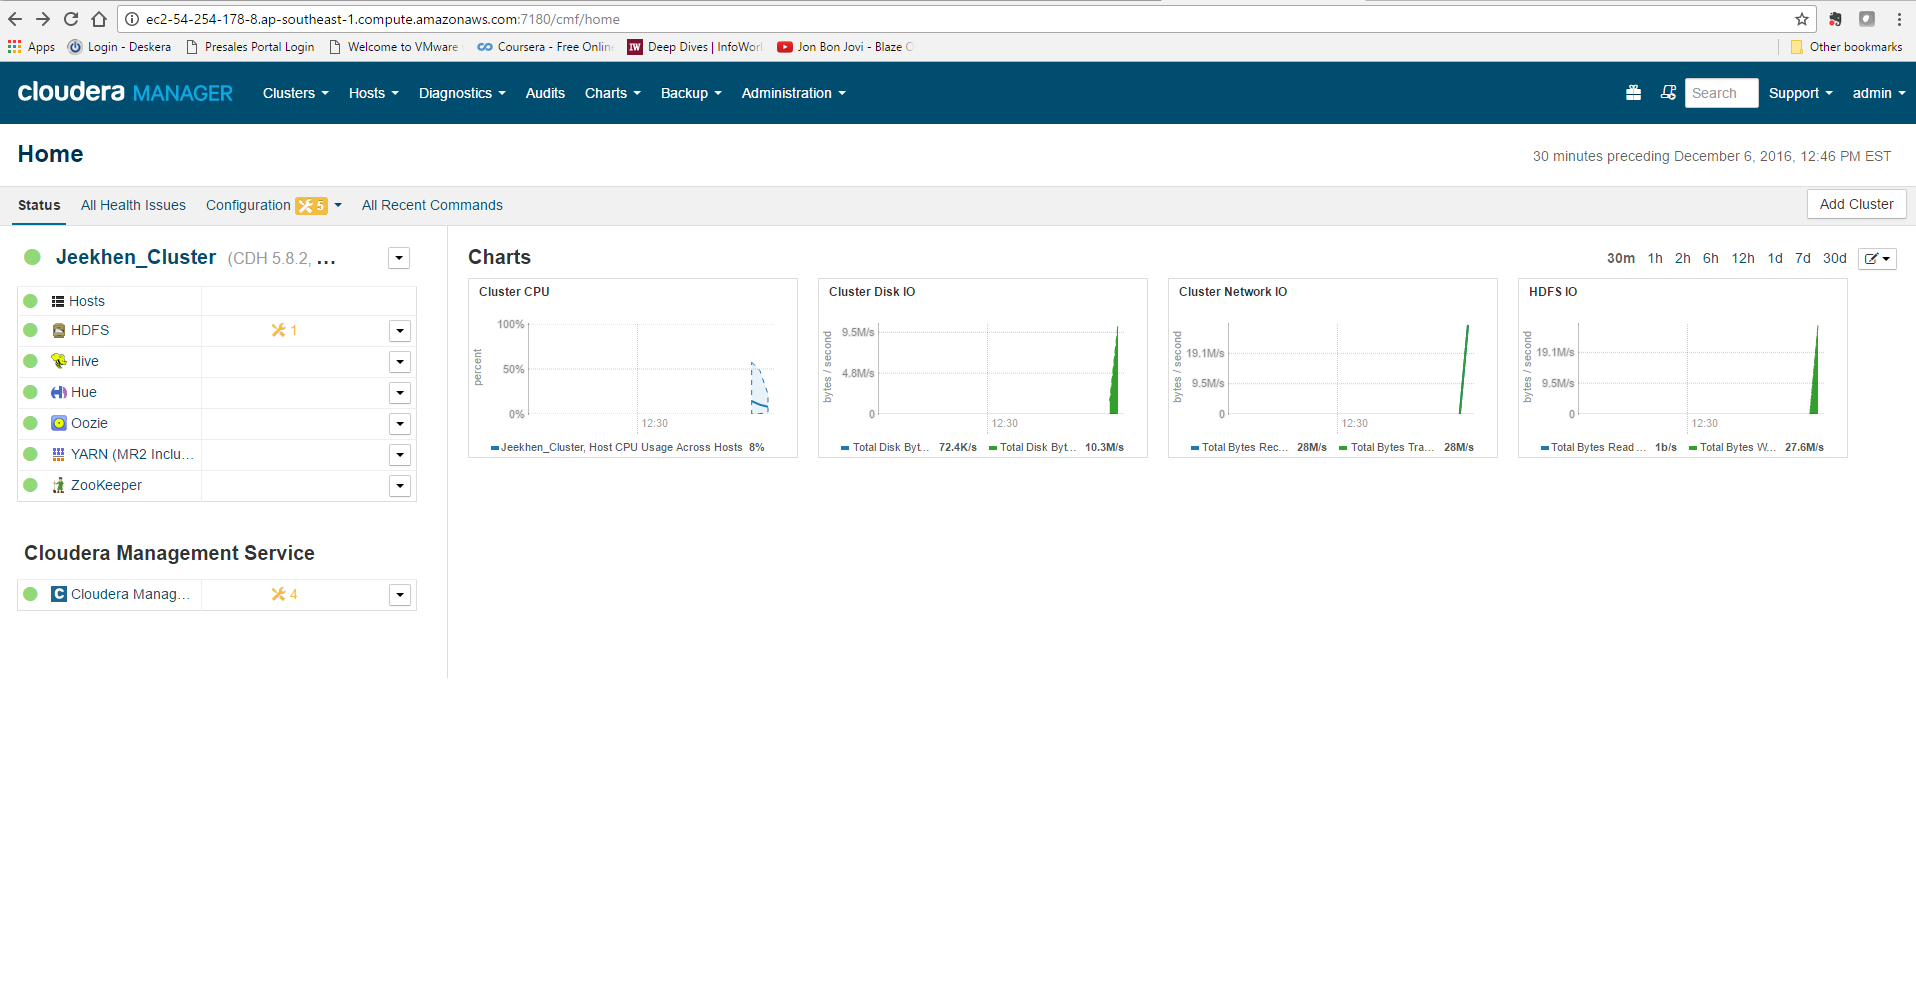 ec2-54-254-178-8.ap-southeast-1.compute.amazonaws.com:7180/cmf/home
Apps Login - Deskera Presales Portal Login Welcome to VMware Coursera - Free Onlin Deep Dives | InfoWorl Jon Bon Jovi - Blaze O Other bookmarks
cloudera MANAGER Clusters Hosts Diagnostics Audits Charts Backup Administration Search Support admin
Home
30 minutes preceding December 6, 2016, 12:46 PM EST
Status All Health Issues Configuration 5 All Recent Commands Add Cluster
Jeekhen_Cluster (CDH 5.8.2, ...
Hosts
HDFS 1
Hive
Hue
Oozie
YARN (MR2 Inclu...
ZooKeeper
Cloudera Management Service
C Cloudera Manag... 4
Charts
30m 1h 2h 6h 12h 1d 7d 30d
Cluster CPU
percent
100%
50%
0%
12:30
Jeekhen_Cluster, Host CPU Usage Across Hosts 8%
Cluster Disk IO
bytes / second
9.5M/s
4.8M/s
0
12:30
Total Disk Byt... 72.4K/s Total Disk Byt... 10.3M/s
Cluster Network IO
bytes / second
19.1M/s
9.5M/s
0
12:30
Total Bytes Rec... 28M/s Total Bytes Tra... 28M/s
HDFS IO
bytes / second
19.1M/s
9.5M/s
0
12:30
Total Bytes Read ... 1b/s Total Bytes W... 27.6M/s